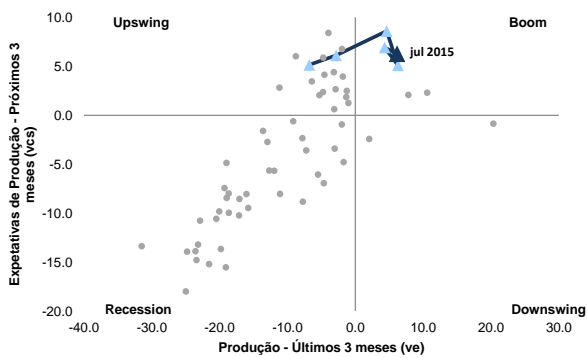 Upswing
Boom
jul 2015
Expetativas de Produção - Próximos 3
meses (vcs)
10.0
5.0
0.0
-5.0
-10.0
-15.0
-20.0
Recession
Downswing
-40.0 -30.0 -20.0 -10.0 0.0 10.0 20.0 30.0
Produção - Últimos 3 meses (ve)